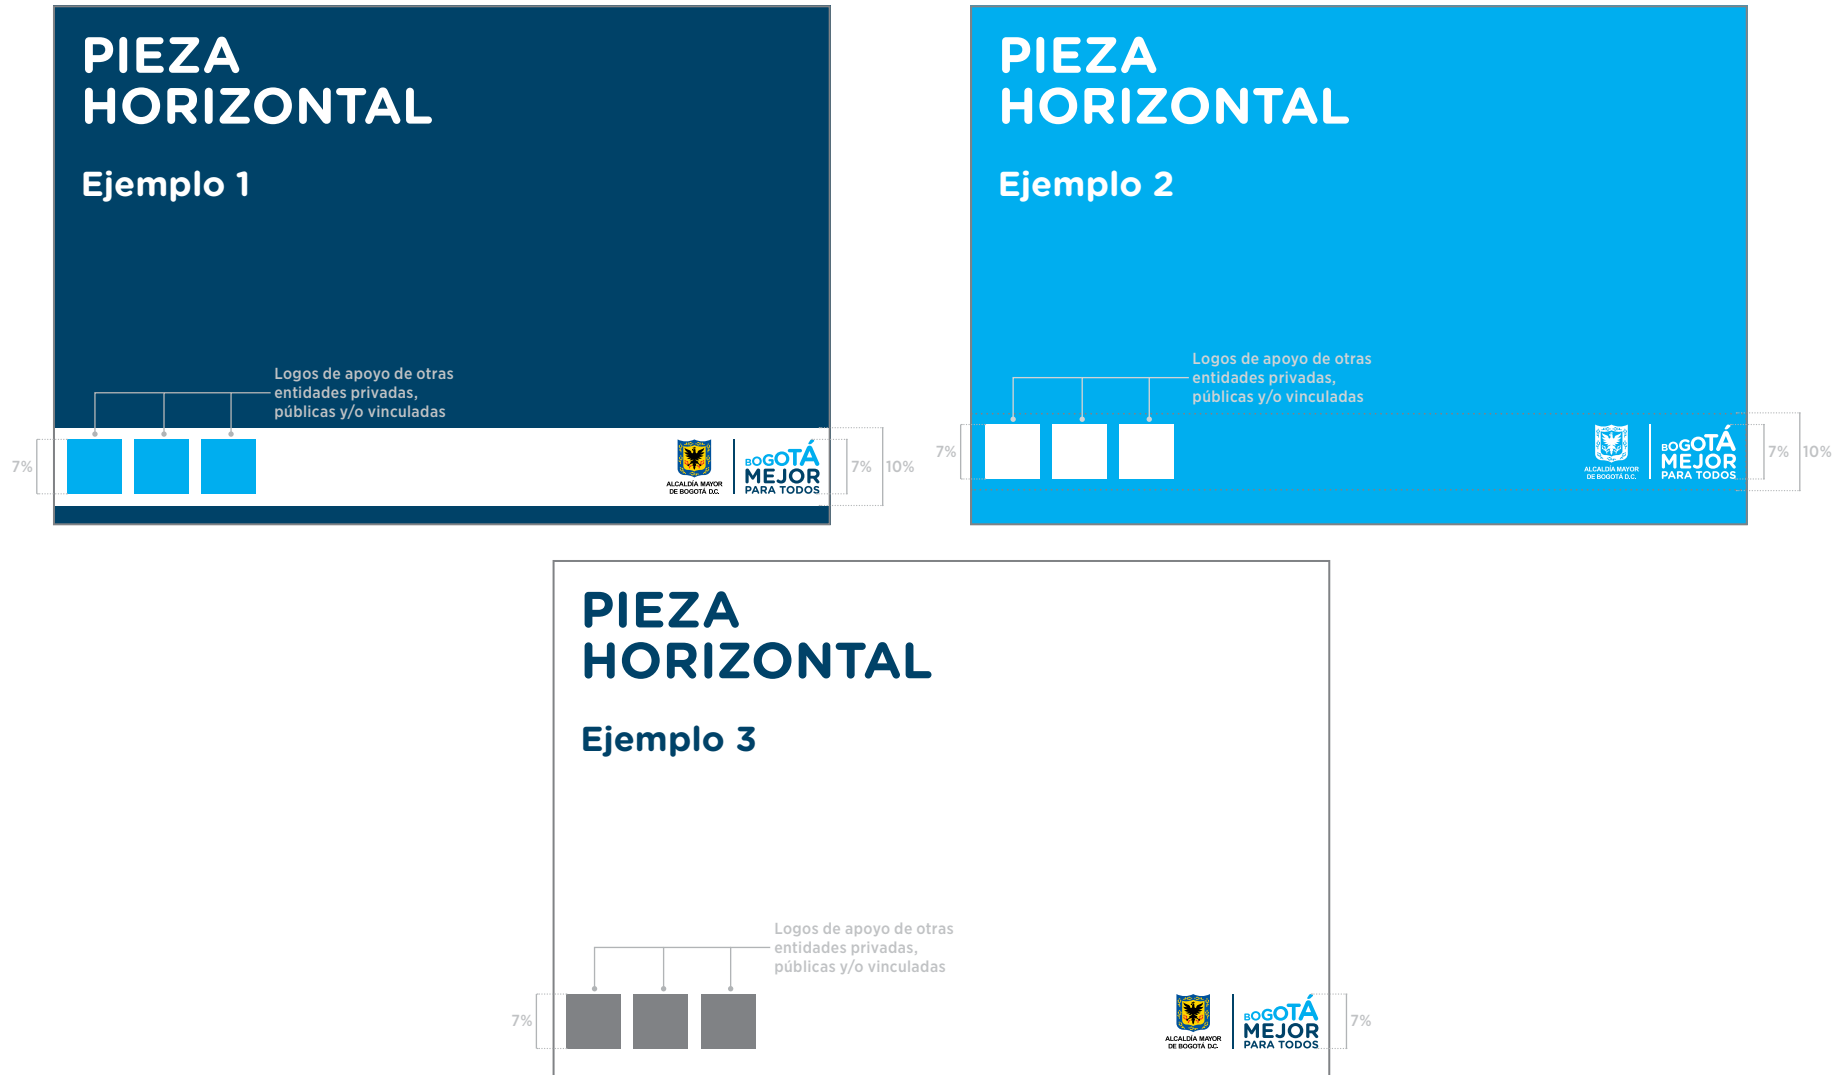 PIEZA
HORIZONTAL
Ejemplo 1
Logos de apoyo de otras
entidades privadas,
públicas y/o vinculadas
7%
ALCALDÍA MAYOR
DE BOGOTÁ D.C.
BOGOTÁ
MEJOR
PARA TODOS
7%
10%
PIEZA
HORIZONTAL
Ejemplo 2
Logos de apoyo de otras
entidades privadas,
públicas y/o vinculadas
7%
ALCALDÍA MAYOR
DE BOGOTÁ D.C.
BOGOTÁ
MEJOR
PARA TODOS
7%
10%
PIEZA
HORIZONTAL
Ejemplo 3
Logos de apoyo de otras
entidades privadas,
públicas y/o vinculadas
7%
ALCALDÍA MAYOR
DE BOGOTÁ D.C.
BOGOTÁ
MEJOR
PARA TODOS
7%